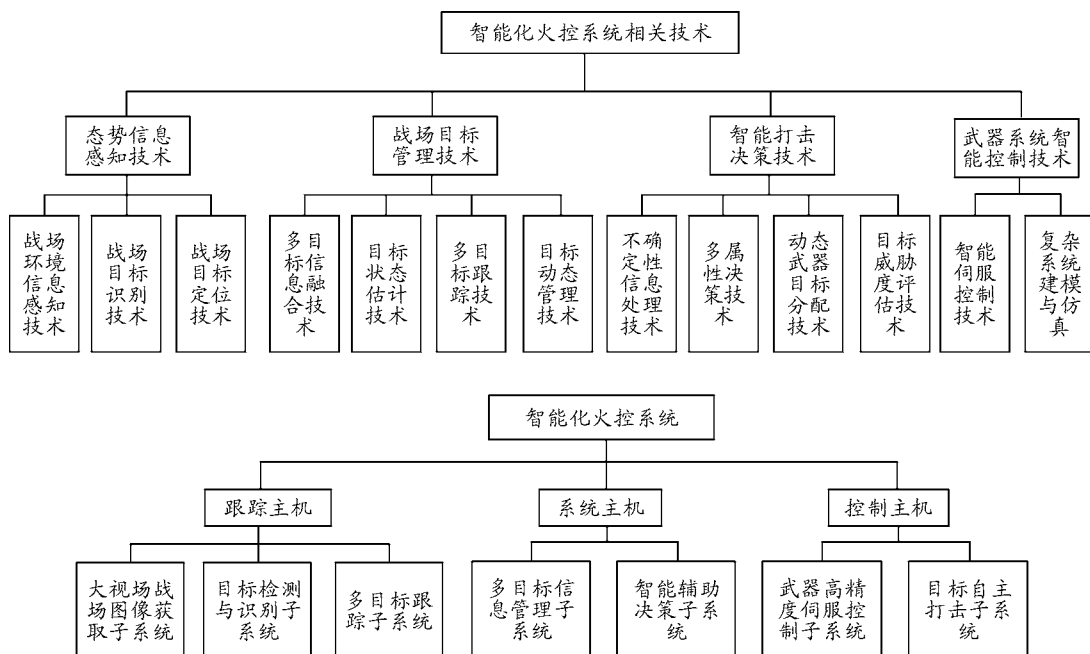 智能化火控系统相关技术
态势信息
感知技术
战场目标
管理技术
智能打击
决策技术
武器系统智
能控制技术
战场
环境
信息
感知
技术
战场
目标
识别
技术
战场
目标
定位
技术
多目
标信
息融
合技
术
目标
状态
估计
技术
多目
标跟
踪技
术
目标
动态
管理
技术
不确
定性
信息
处理
技术
多属
性决
策技
术
动态
武器
目标
分配
技术
目标
威胁
度评
估技
术
智能
伺服
控制
技术
复杂
系统
建模
与仿
真
智能化火控系统
跟踪主机
系统主机
控制主机
大视场战
场图像获
取子系统
目标检测
与识别子
系统
多目标跟
踪子系统
多目标信
息管理子
系统
智能辅助
决策子系
统
武器高精
度伺服控
制子系统
目标自主
打击子系
统